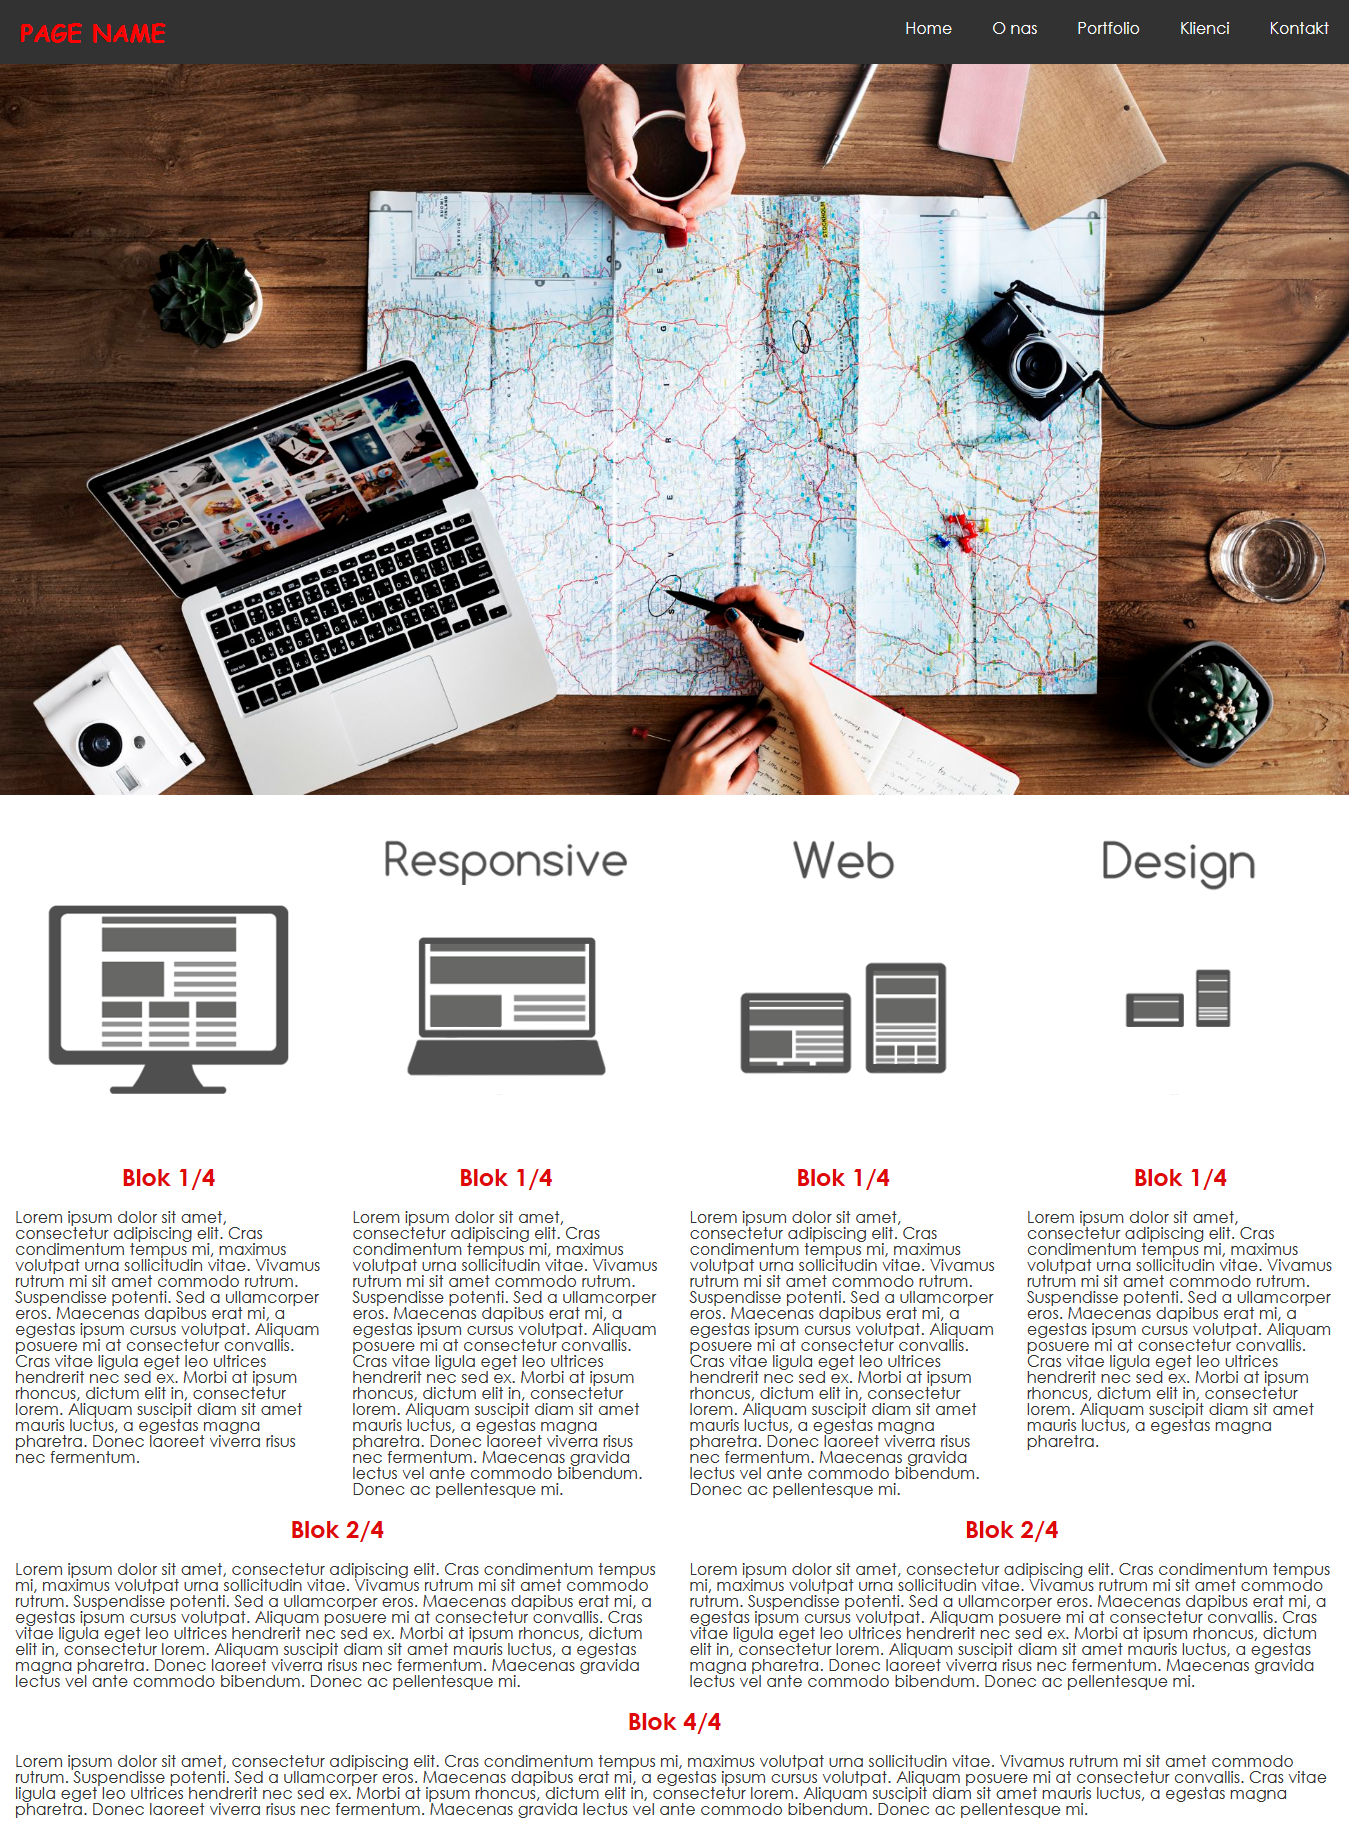 PAGE NAME
Home
O nas
Portfolio
Klienci
Kontakt
Responsive
Web
Design
Blok 1/4
Lorem ipsum dolor sit amet,
consectetur adipiscing elit. Cras
condimentum tempus mi, maximus
volutpat urna sollicitudin vitae. Vivamus
rutrum mi sit amet commodo rutrum.
Suspendisse potenti. Sed a ullamcorper
eros. Maecenas dapibus erat mi, a
egestas ipsum cursus volutpat. Aliquam
posuere mi at consectetur convallis.
Cras vitae ligula eget leo ultrices
hendrerit nec sed ex. Morbi at ipsum
rhoncus, dictum elit in, consectetur
lorem. Aliquam suscipit diam sit amet
mauris luctus, a egestas magna
pharetra. Donec laoreet viverra risus
nec fermentum.
Blok 1/4
Lorem ipsum dolor sit amet,
consectetur adipiscing elit. Cras
condimentum tempus mi, maximus
volutpat urna sollicitudin vitae. Vivamus
rutrum mi sit amet commodo rutrum.
Suspendisse potenti. Sed a ullamcorper
eros. Maecenas dapibus erat mi, a
egestas ipsum cursus volutpat. Aliquam
posuere mi at consectetur convallis.
Cras vitae ligula eget leo ultrices
hendrerit nec sed ex. Morbi at ipsum
rhoncus, dictum elit in, consectetur
lorem. Aliquam suscipit diam sit amet
mauris luctus, a egestas magna
pharetra. Donec laoreet viverra risus
nec fermentum. Maecenas gravida
lectus vel ante commodo bibendum.
Donec ac pellentesque mi.
Blok 1/4
Lorem ipsum dolor sit amet,
consectetur adipiscing elit. Cras
condimentum tempus mi, maximus
volutpat urna sollicitudin vitae. Vivamus
rutrum mi sit amet commodo rutrum.
Suspendisse potenti. Sed a ullamcorper
eros. Maecenas dapibus erat mi, a
egestas ipsum cursus volutpat. Aliquam
posuere mi at consectetur convallis.
Cras vitae ligula eget leo ultrices
hendrerit nec sed ex. Morbi at ipsum
rhoncus, dictum elit in, consectetur
lorem. Aliquam suscipit diam sit amet
mauris luctus, a egestas magna
pharetra. Donec laoreet viverra risus
nec fermentum. Maecenas gravida
lectus vel ante commodo bibendum.
Donec ac pellentesque mi.
Blok 1/4
Lorem ipsum dolor sit amet,
consectetur adipiscing elit. Cras
condimentum tempus mi, maximus
volutpat urna sollicitudin vitae. Vivamus
rutrum mi sit amet commodo rutrum.
Suspendisse potenti. Sed a ullamcorper
eros. Maecenas dapibus erat mi, a
egestas ipsum cursus volutpat. Aliquam
posuere mi at consectetur convallis.
Cras vitae ligula eget leo ultrices
hendrerit nec sed ex. Morbi at ipsum
rhoncus, dictum elit in, consectetur
lorem. Aliquam suscipit diam sit amet
mauris luctus, a egestas magna
pharetra.
Blok 2/4
Lorem ipsum dolor sit amet, consectetur adipiscing elit. Cras condimentum tempus
mi, maximus volutpat urna sollicitudin vitae. Vivamus rutrum mi sit amet commodo
rutrum. Suspendisse potenti. Sed a ullamcorper eros. Maecenas dapibus erat mi, a
egestas ipsum cursus volutpat. Aliquam posuere mi at consectetur convallis. Cras
vitae ligula eget leo ultrices hendrerit nec sed ex. Morbi at ipsum rhoncus, dictum
elit in, consectetur lorem. Aliquam suscipit diam sit amet mauris luctus, a egestas
magna pharetra. Donec laoreet viverra risus nec fermentum. Maecenas gravida
lectus vel ante commodo bibendum. Donec ac pellentesque mi.
Blok 2/4
Lorem ipsum dolor sit amet, consectetur adipiscing elit. Cras condimentum tempus
mi, maximus volutpat urna sollicitudin vitae. Vivamus rutrum mi sit amet commodo
rutrum. Suspendisse potenti. Sed a ullamcorper eros. Maecenas dapibus erat mi, a
egestas ipsum cursus volutpat. Aliquam posuere mi at consectetur convallis. Cras
vitae ligula eget leo ultrices hendrerit nec sed ex. Morbi at ipsum rhoncus, dictum
elit in, consectetur lorem. Aliquam suscipit diam sit amet mauris luctus, a egestas
magna pharetra. Donec laoreet viverra risus nec fermentum. Maecenas gravida
lectus vel ante commodo bibendum. Donec ac pellentesque mi.
Blok 4/4
Lorem ipsum dolor sit amet, consectetur adipiscing elit. Cras condimentum tempus mi, maximus volutpat urna sollicitudin vitae. Vivamus rutrum mi sit amet commodo
rutrum. Suspendisse potenti. Sed a ullamcorper eros. Maecenas dapibus erat mi, a egestas ipsum cursus volutpat. Aliquam posuere mi at consectetur convallis. Cras vitae
ligula eget leo ultrices hendrerit nec sed ex. Morbi at ipsum rhoncus, dictum elit in, consectetur lorem. Aliquam suscipit diam sit amet mauris luctus, a egestas magna
pharetra. Donec laoreet viverra risus nec fermentum. Maecenas gravida lectus vel ante commodo bibendum. Donec ac pellentesque mi.